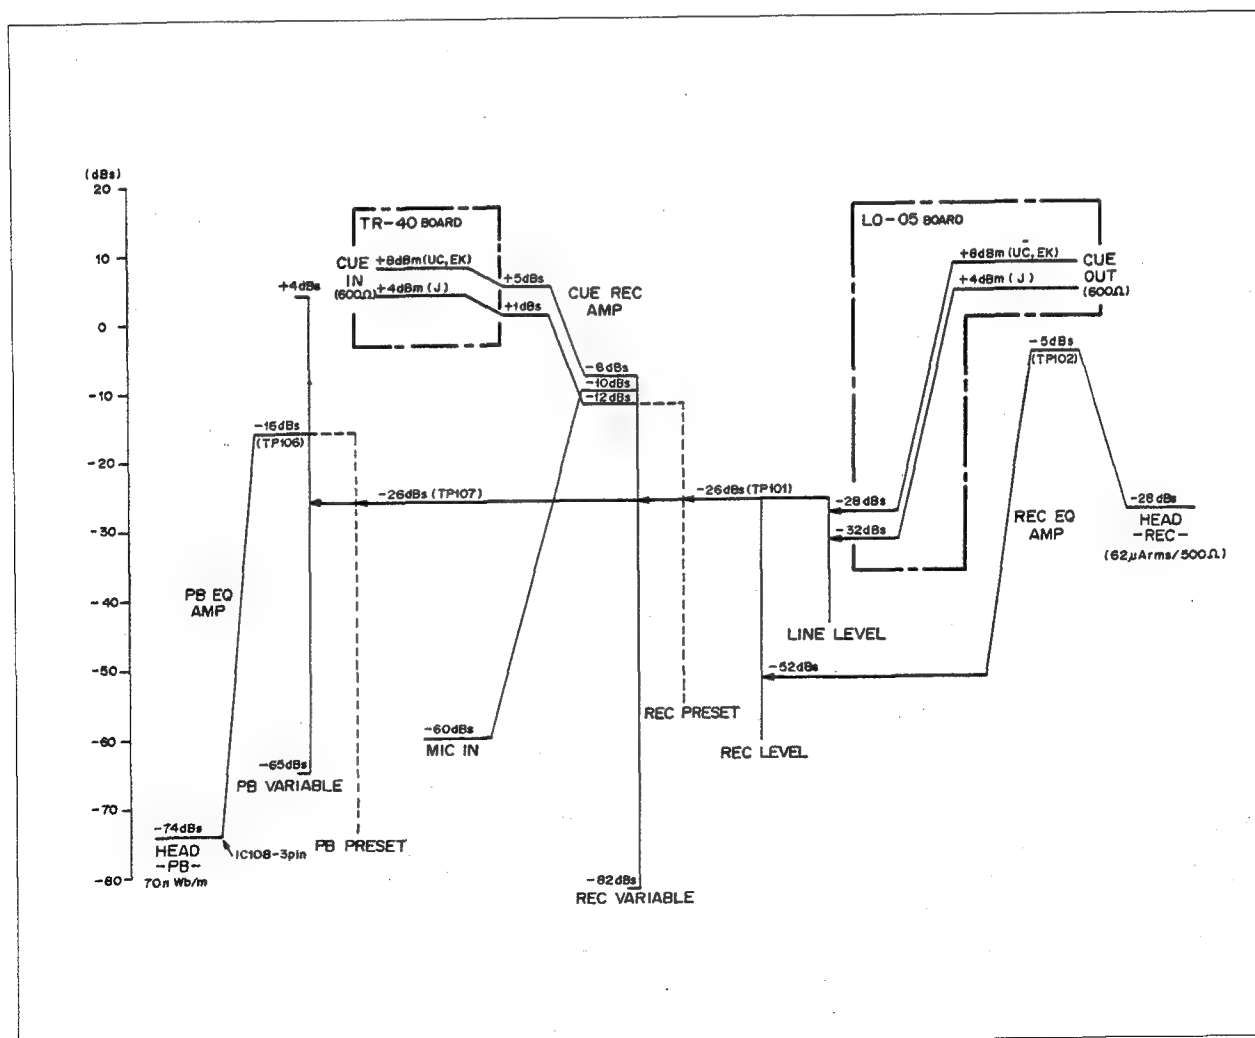 (dBs)
20
10
0
-10
-20
-30
-40
-50
-60
-70
-80
TR-40 BOARD
CUE
IN
(600Ω)
+8dBm (UC, EK)
+4dBm (J)
+5dBs
+1dBs
CUE REC
AMP
+4dBs
-8dBs
-10dBs
-12dBs
-16dBs
(TP106)
-26dBs (TP107)
-26dBs (TP101)
PB EQ
AMP
-65dBs
PB VARIABLE
-74dBs
HEAD
-PB-
70n Wb/m
IC108-3pin
PB PRESET
-60dBs
MIC IN
-82dBs
REC VARIABLE
REC PRESET
REC LEVEL
LINE LEVEL
-52dBs
LO-05 BOARD
+8dBm (UC, EK)
+4dBm (J)
CUE
OUT
(600Ω)
-28dBs
-32dBs
-5dBs
(TP102)
REC EQ
AMP
-28dBs
HEAD
-REC-
(62μArms/500Ω)